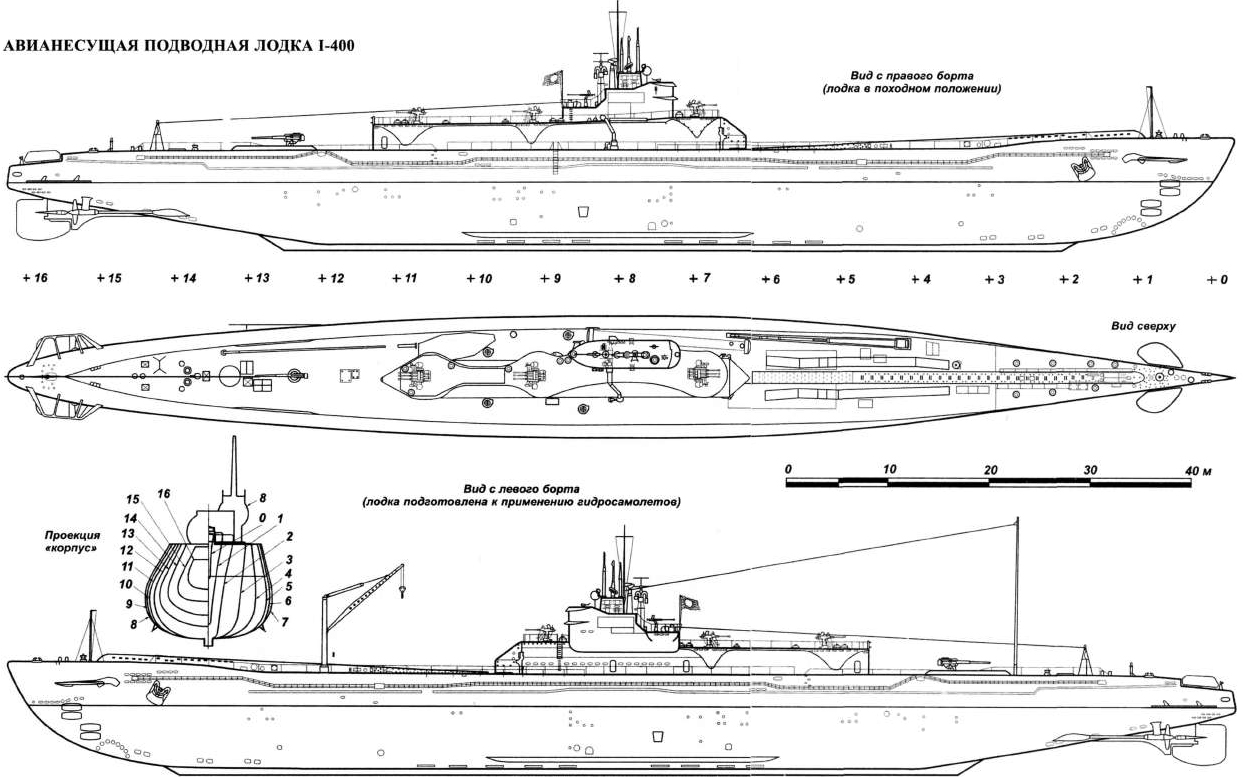 АВИАНЕСУЩАЯ ПОДВОДНАЯ ЛОДКА I-400
Вид с правого борта
(лодка в походном положении)
+ 16 + 15 + 14 + 13 + 12 + 11 + 10 + 9 + 8 + 7 + 6 + 5 + 4 + 3 + 2 + 1 + 0
Вид сверху
0 10 20 30 40 м
Вид с левого борта
(лодка подготовлена к применению гидросамолетов)
Проекция
«корпус»
16
15
14
13
12
11
10
9
8
8
0
1
2
3
4
5
6
7